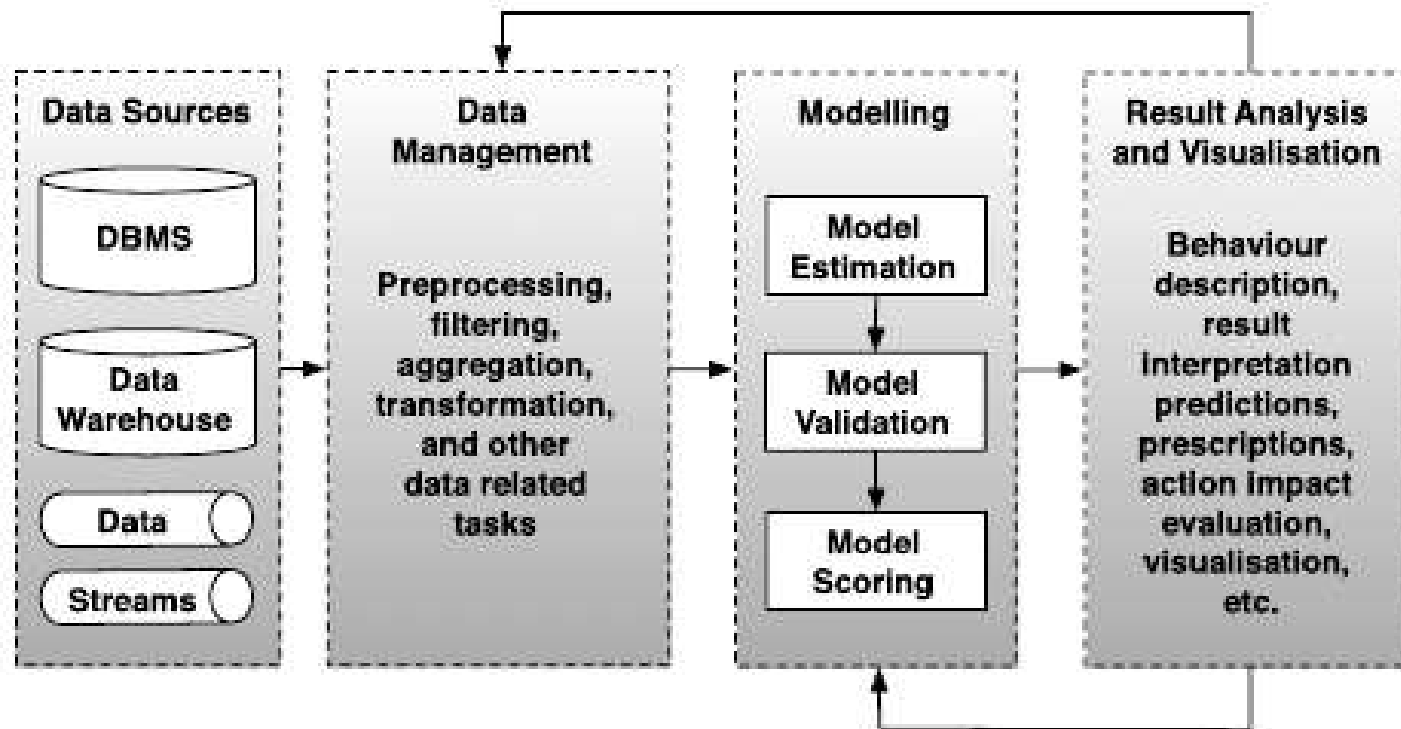 Data Sources
DBMS
Data
Warehouse
Data
Streams
Data
Management
Preprocessing,
filtering,
aggregation,
transformation,
and other
data related
tasks
Modelling
Model
Estimation
Model
Validation
Model
Scoring
Result Analysis
and Visualisation
Behaviour
description,
result
interpretation
predictions,
prescriptions,
action impact
evaluation,
visualisation,
etc.